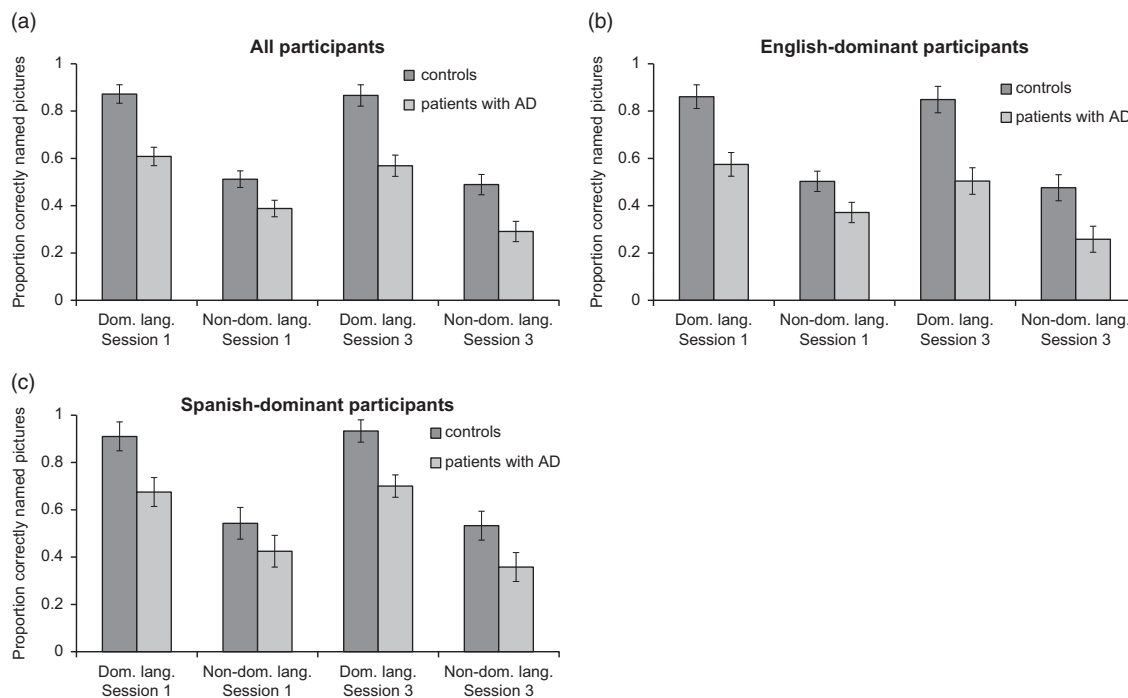 (a)
All participants
Proportion correctly named pictures
1
0.8
0.6
0.4
0.2
0
controls
patients with AD
Dom. lang. Session 1
Non-dom. lang. Session 1
Dom. lang. Session 3
Non-dom. lang. Session 3
(b)
English-dominant participants
Proportion correctly named pictures
1
0.8
0.6
0.4
0.2
0
controls
patients with AD
Dom. lang. Session 1
Non-dom. lang. Session 1
Dom. lang. Session 3
Non-dom. lang. Session 3
(c)
Spanish-dominant participants
Proportion correctly named pictures
1
0.8
0.6
0.4
0.2
0
controls
patients with AD
Dom. lang. Session 1
Non-dom. lang. Session 1
Dom. lang. Session 3
Non-dom. lang. Session 3